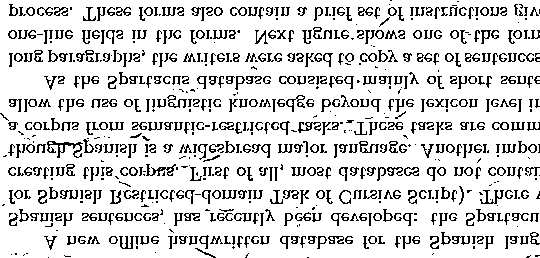 A new offline handwritten database for the Spanish lang
Spanish sentences, has recently been developed: the Spartacu
for Spanish Restricted-domain Task of Cursive Script). There w
creating this corpus. First of all, most databases do not contain
though Spanish is a widespread major language. Another impor
a corpus from semantic-restricted tasks. These tasks are comm
allow the use of linguistic knowledge beyond the lexicon level in
As the Spartacus database consisted mainly of short sente
long paragraphs, the writers were asked to copy a set of sentences
one-line fields in the forms. Next figure shows one of the form
process. These forms also contain a brief set of instructions give